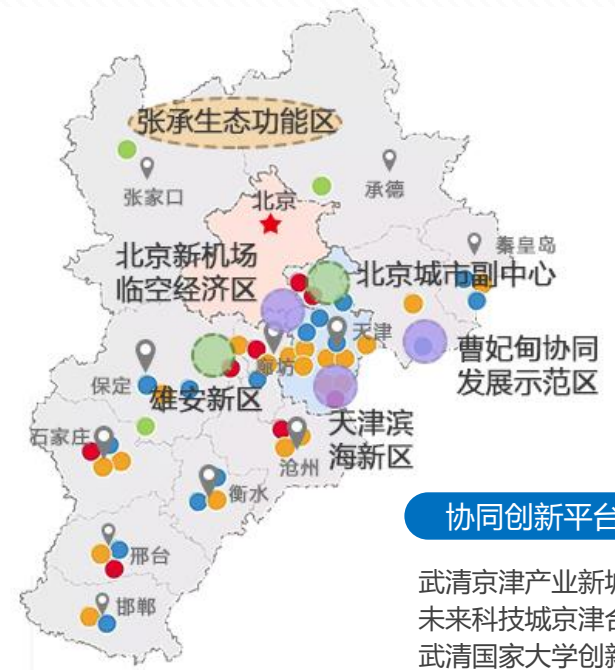 张承生态功能区
张家口
承德
北京
秦皇岛
北京新机场
临空经济区
北京城市副中心
天津
廊坊
曹妃甸协同
发展示范区
保定
雄安新区
天津滨
海新区
石家庄
沧州
衡水
协同创新平台
邢台
武清京津产业新城
未来科技城京津合
邯郸
武清国家大学创新